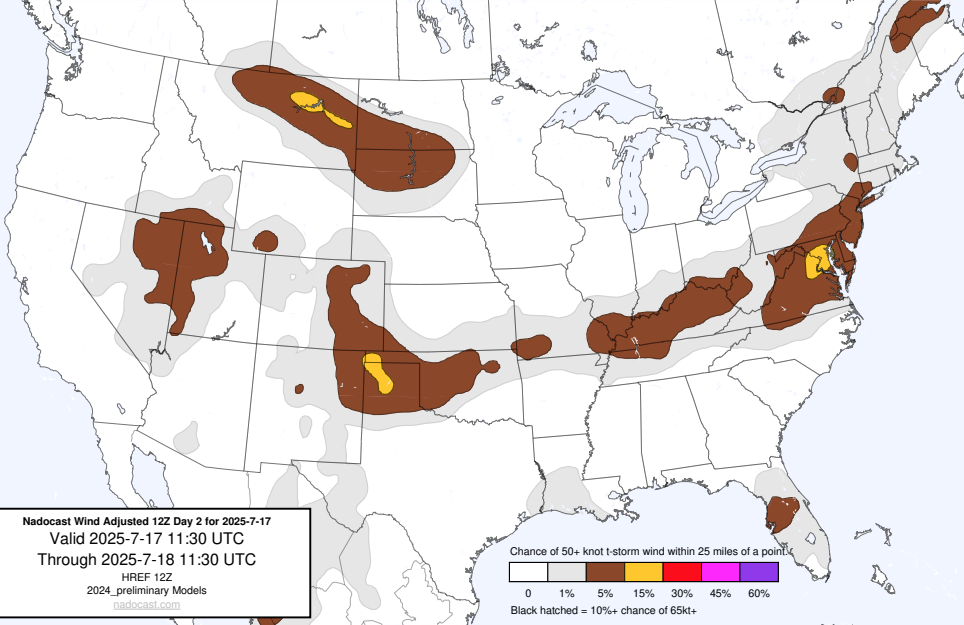 Nadocast Wind Adjusted 12Z Day 2 for 2025-7-17
Valid 2025-7-17 11:30 UTC
Through 2025-7-18 11:30 UTC
HREF 12Z
2024_preliminary Models
nadocast.com
Chance of 50+ knot t-storm wind within 25 miles of a point.
0 1% 5% 15% 30% 45% 60%
Black hatched = 10%+ chance of 65kt+